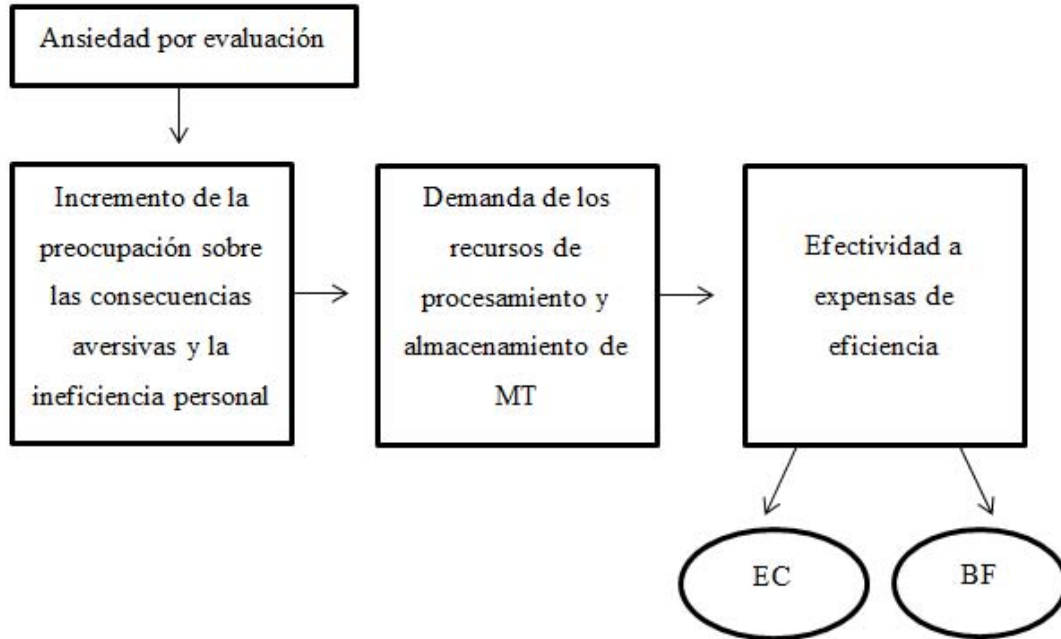 Ansiedad por evaluación
Incremento de la
preocupación sobre
las consecuencias
aversivas y la
ineficiencia personal
Demanda de los
recursos de
procesamiento y
almacenamiento de
MT
Efectividad a
expensas de
eficiencia
EC
BF